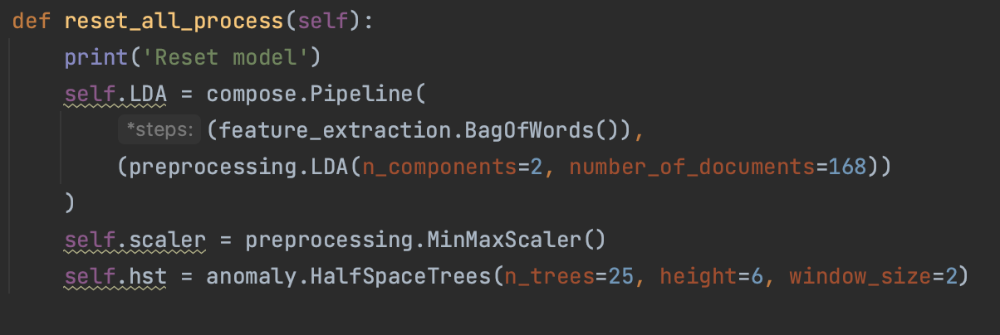 def reset_all_process(self):
    print('Reset model')
    self.LDA = compose.Pipeline(
        *steps: (feature_extraction.BagOfWords()),
        (preprocessing.LDA(n_components=2, number_of_documents=168))
    )
    self.scaler = preprocessing.MinMaxScaler()
    self.hst = anomaly.HalfSpaceTrees(n_trees=25, height=6, window_size=2)